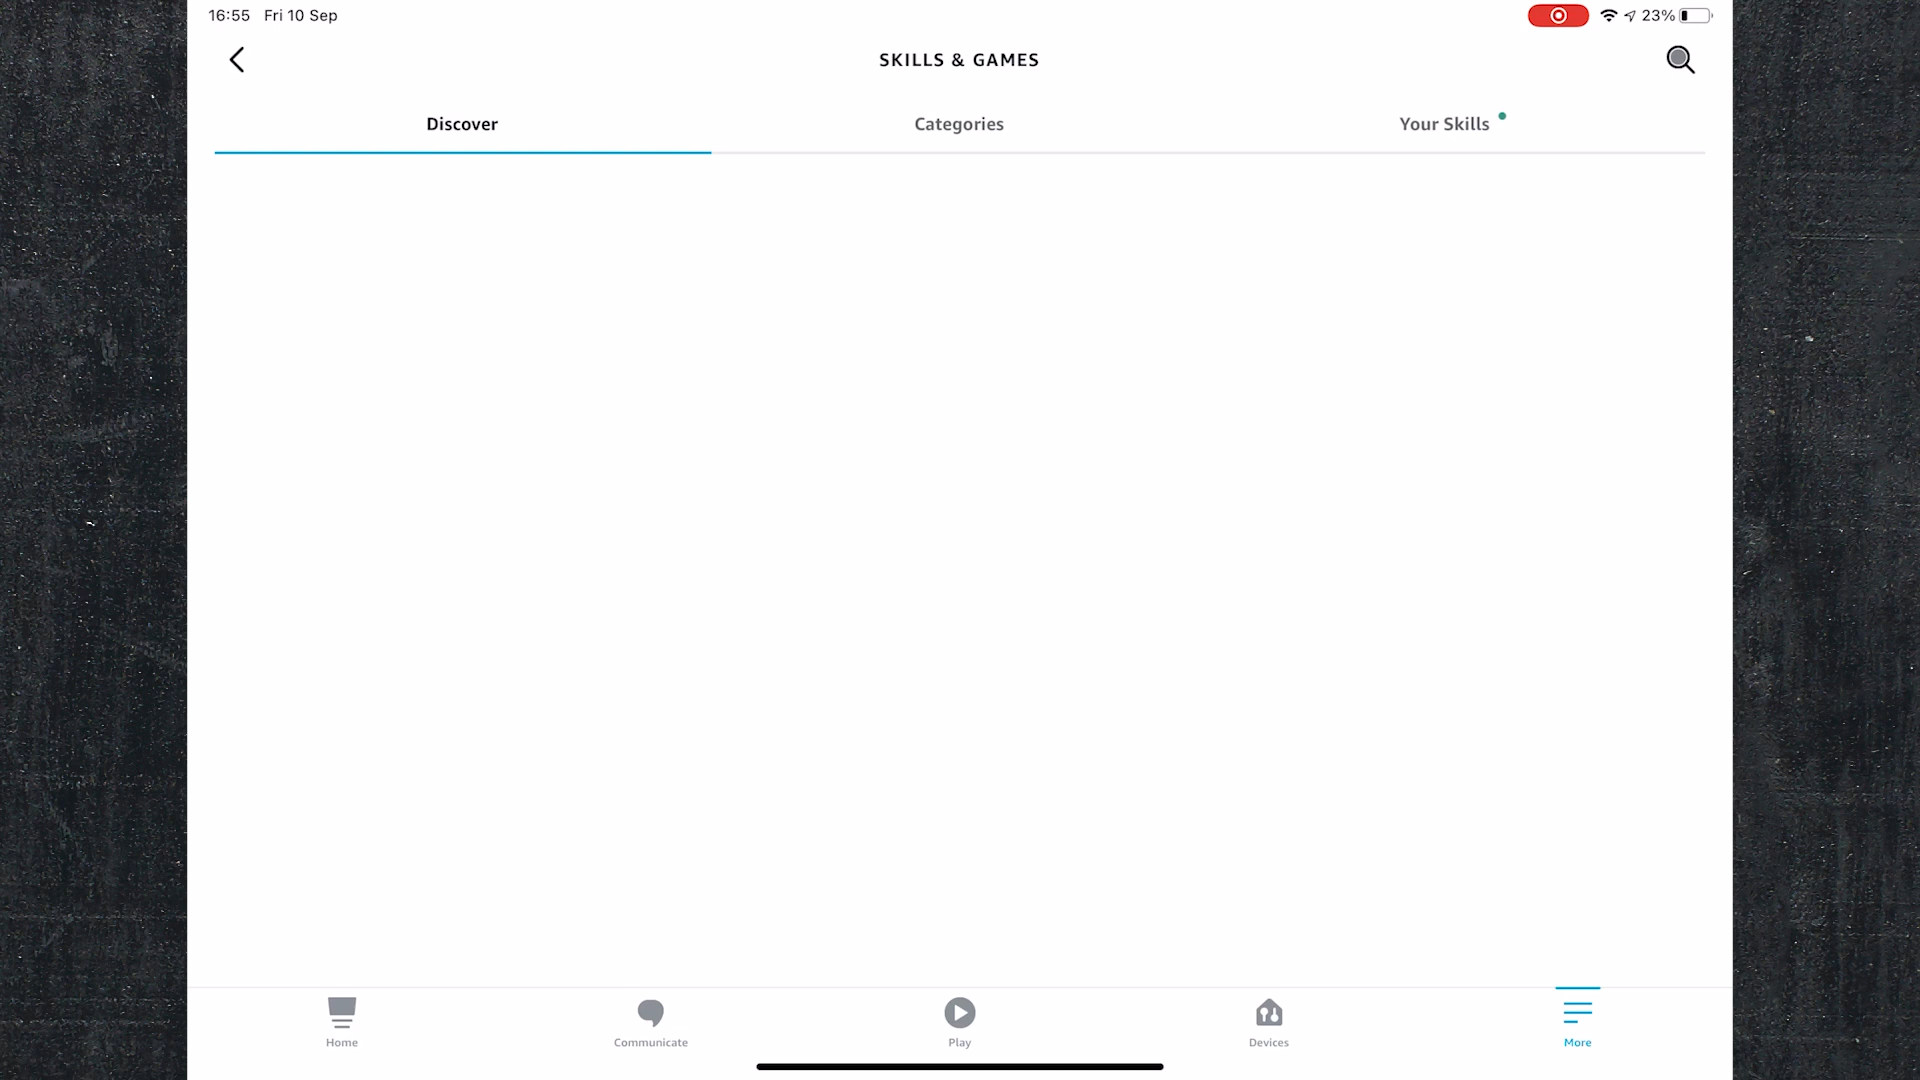 16:55 Fri 10 Sep
23%
SKILLS & GAMES
Discover
Categories
Your Skills
Home
Communicate
Play
Devices
More